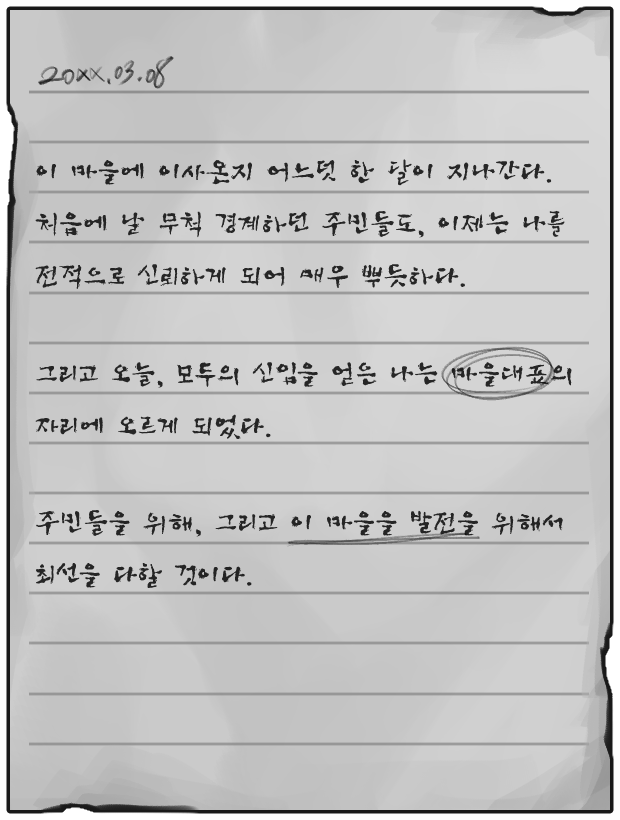 20xx.03.08
이 마을에 이사온지 어느덧 한 달이 지나간다.
처음에 날 무척 경계하던 주민들도, 이제는 나를
전적으로 신뢰하게 되어 매우 뿌듯하다.
그리고 오늘, 모두의 신임을 얻은 나는 마을대표의
자리에 오르게 되었다.
주민들을 위해, 그리고 이 마을을 발전을 위해서
최선을 다할 것이다.